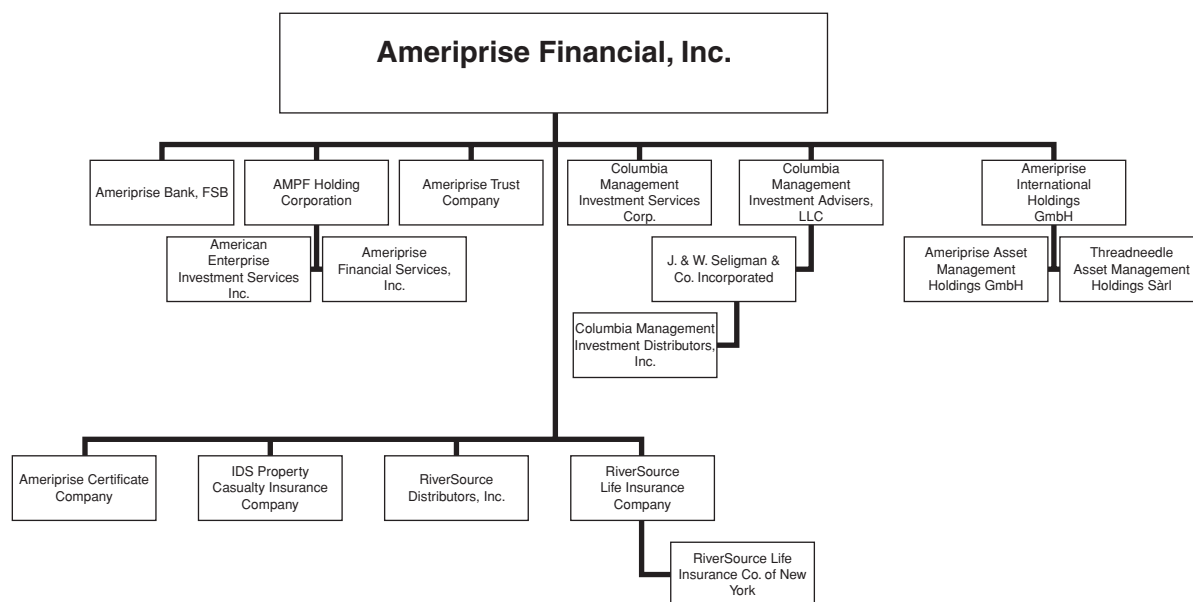 Ameriprise Financial, Inc.
Ameriprise Bank, FSB
AMPF Holding
Corporation
Ameriprise Trust
Company
Columbia
Management
Investment Services
Corp.
Columbia
Management
Investment Advisers,
LLC
Ameriprise
International
Holdings
GmbH
American
Enterprise
Investment Services
Inc.
Ameriprise
Financial Services,
Inc.
J. & W. Seligman &
Co. Incorporated
Ameriprise Asset
Management
Holdings GmbH
Threadneedle
Asset Management
Holdings Sàrl
Columbia Management
Investment Distributors,
Inc.
Ameriprise Certificate
Company
IDS Property
Casualty Insurance
Company
RiverSource
Distributors, Inc.
RiverSource
Life Insurance
Company
RiverSource Life
Insurance Co. of New
York